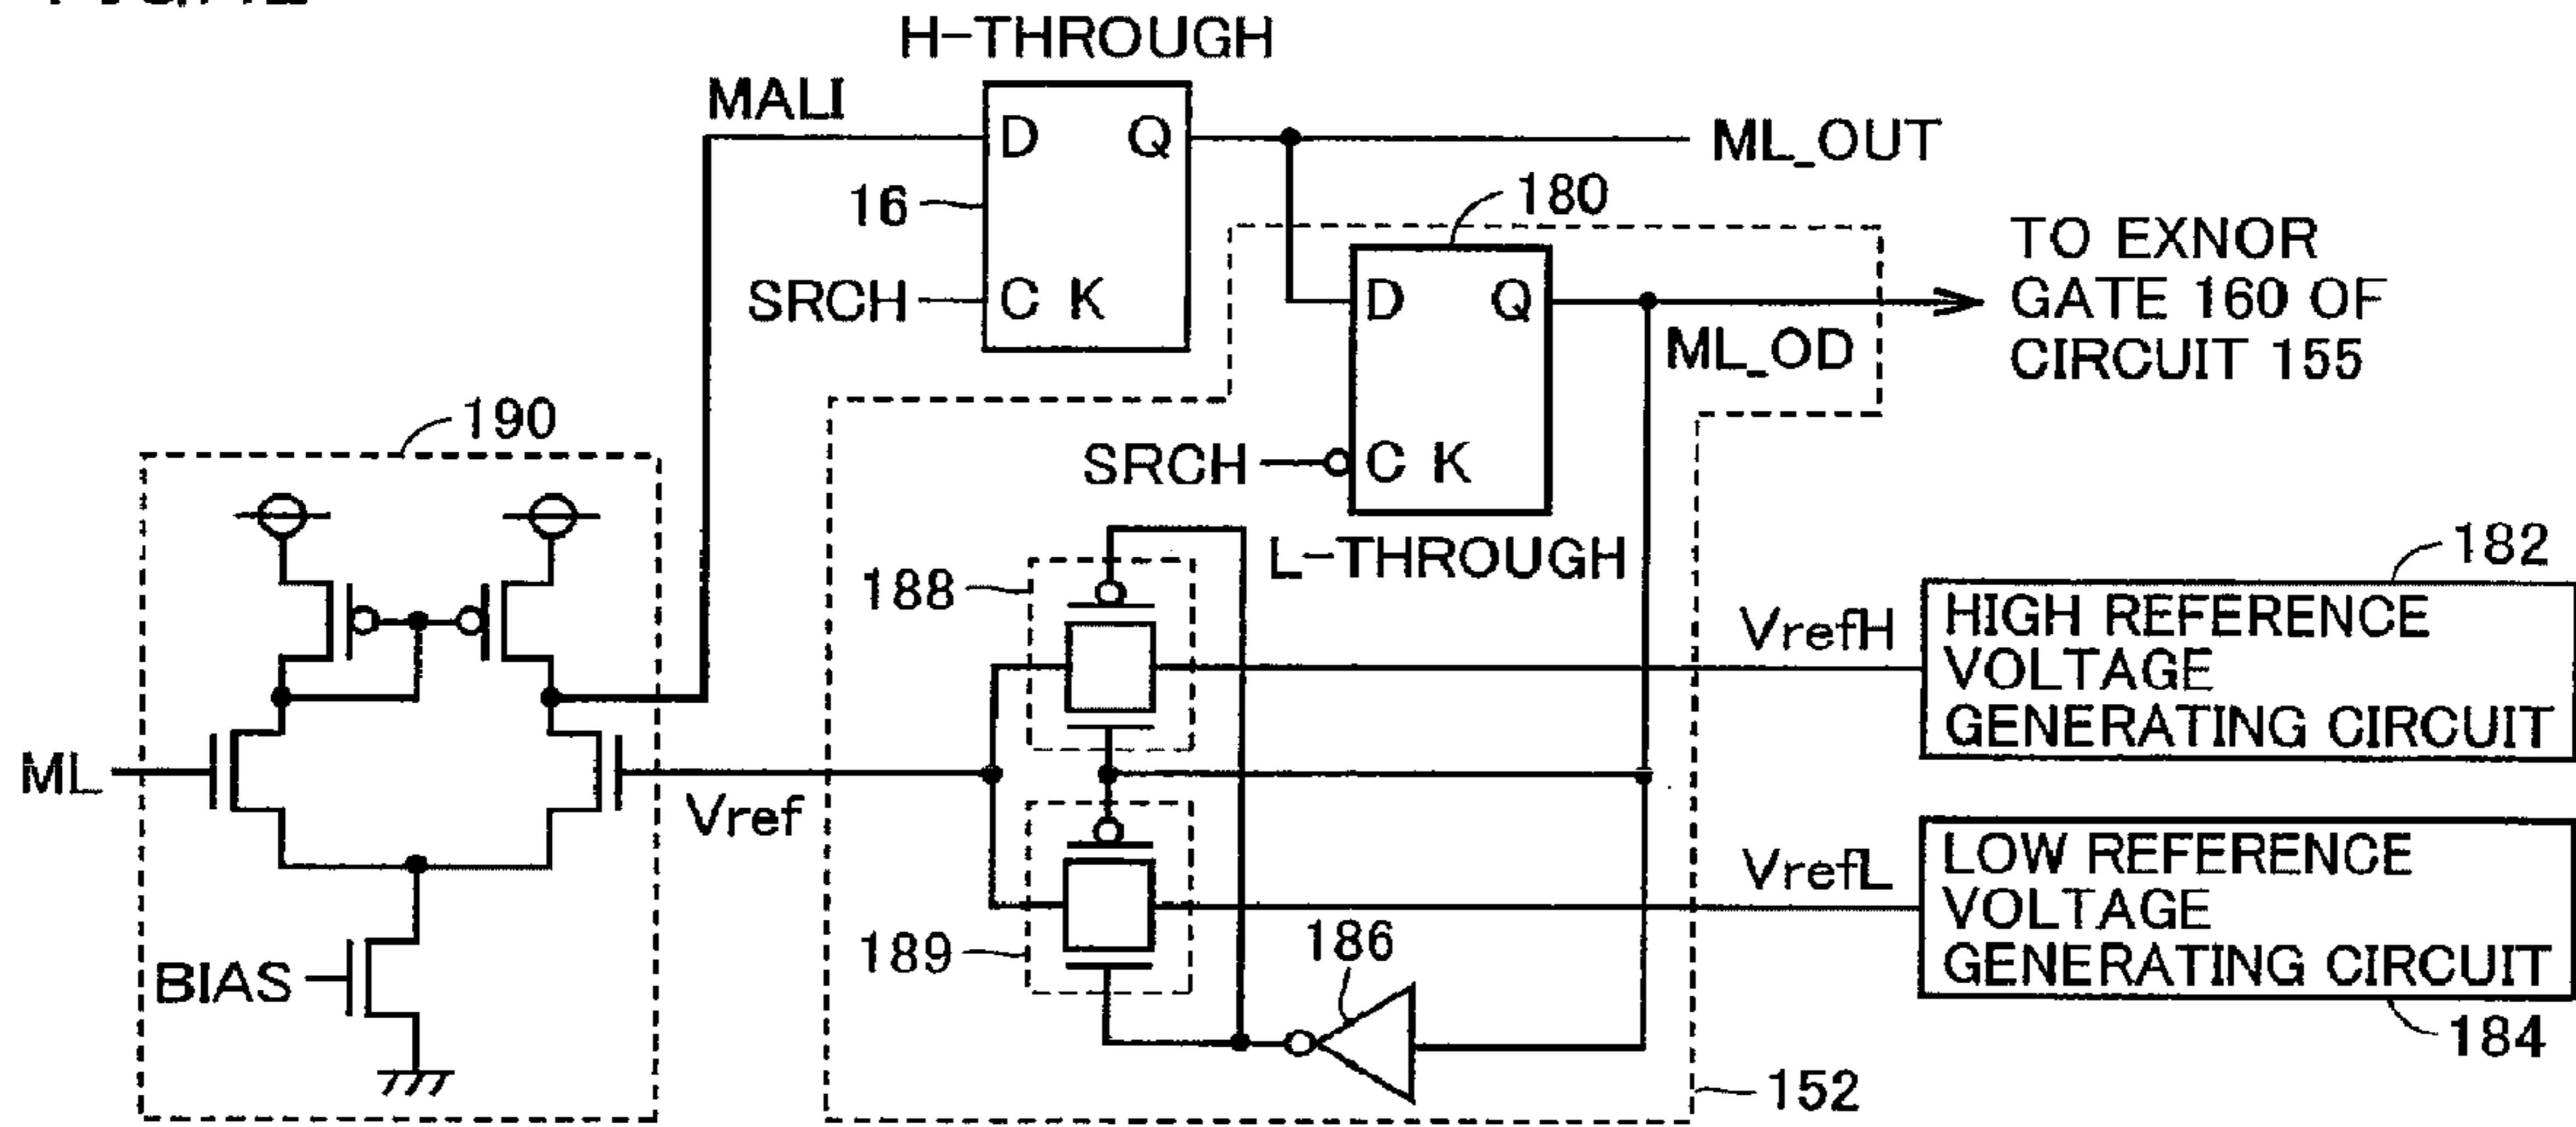 H-THROUGH
MALI
D Q
ML_OUT
16
180
SRCH
C K
TO EXNOR
GATE 160 OF
CIRCUIT 155
D Q
ML_OD
190
SRCH
C K
L-THROUGH
182
188
VrefH
HIGH REFERENCE
VOLTAGE
GENERATING CIRCUIT
ML
Vref
VrefL
LOW REFERENCE
VOLTAGE
GENERATING CIRCUIT
189
186
BIAS
184
152